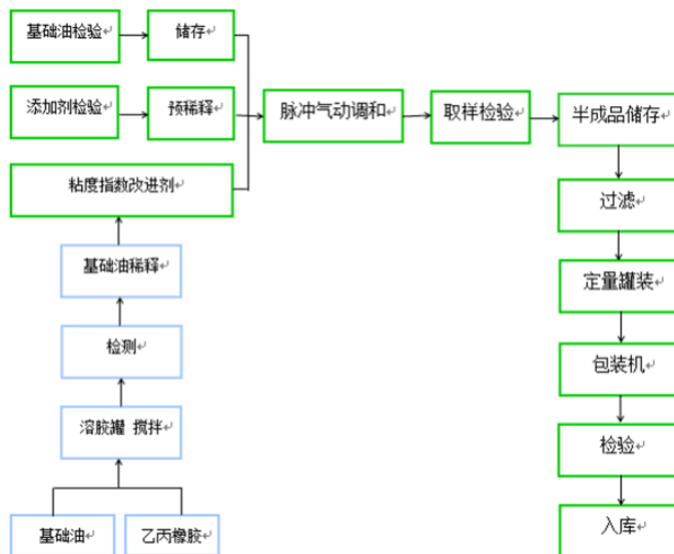 基础油检验
储存
添加剂检验
预稀释
脉冲气动调和
取样检验
半成品储存
粘度指数改进剂
过滤
基础油稀释
定量罐装
检测
包装机
溶胶罐 搅拌
检验
基础油
乙丙橡胶
入库